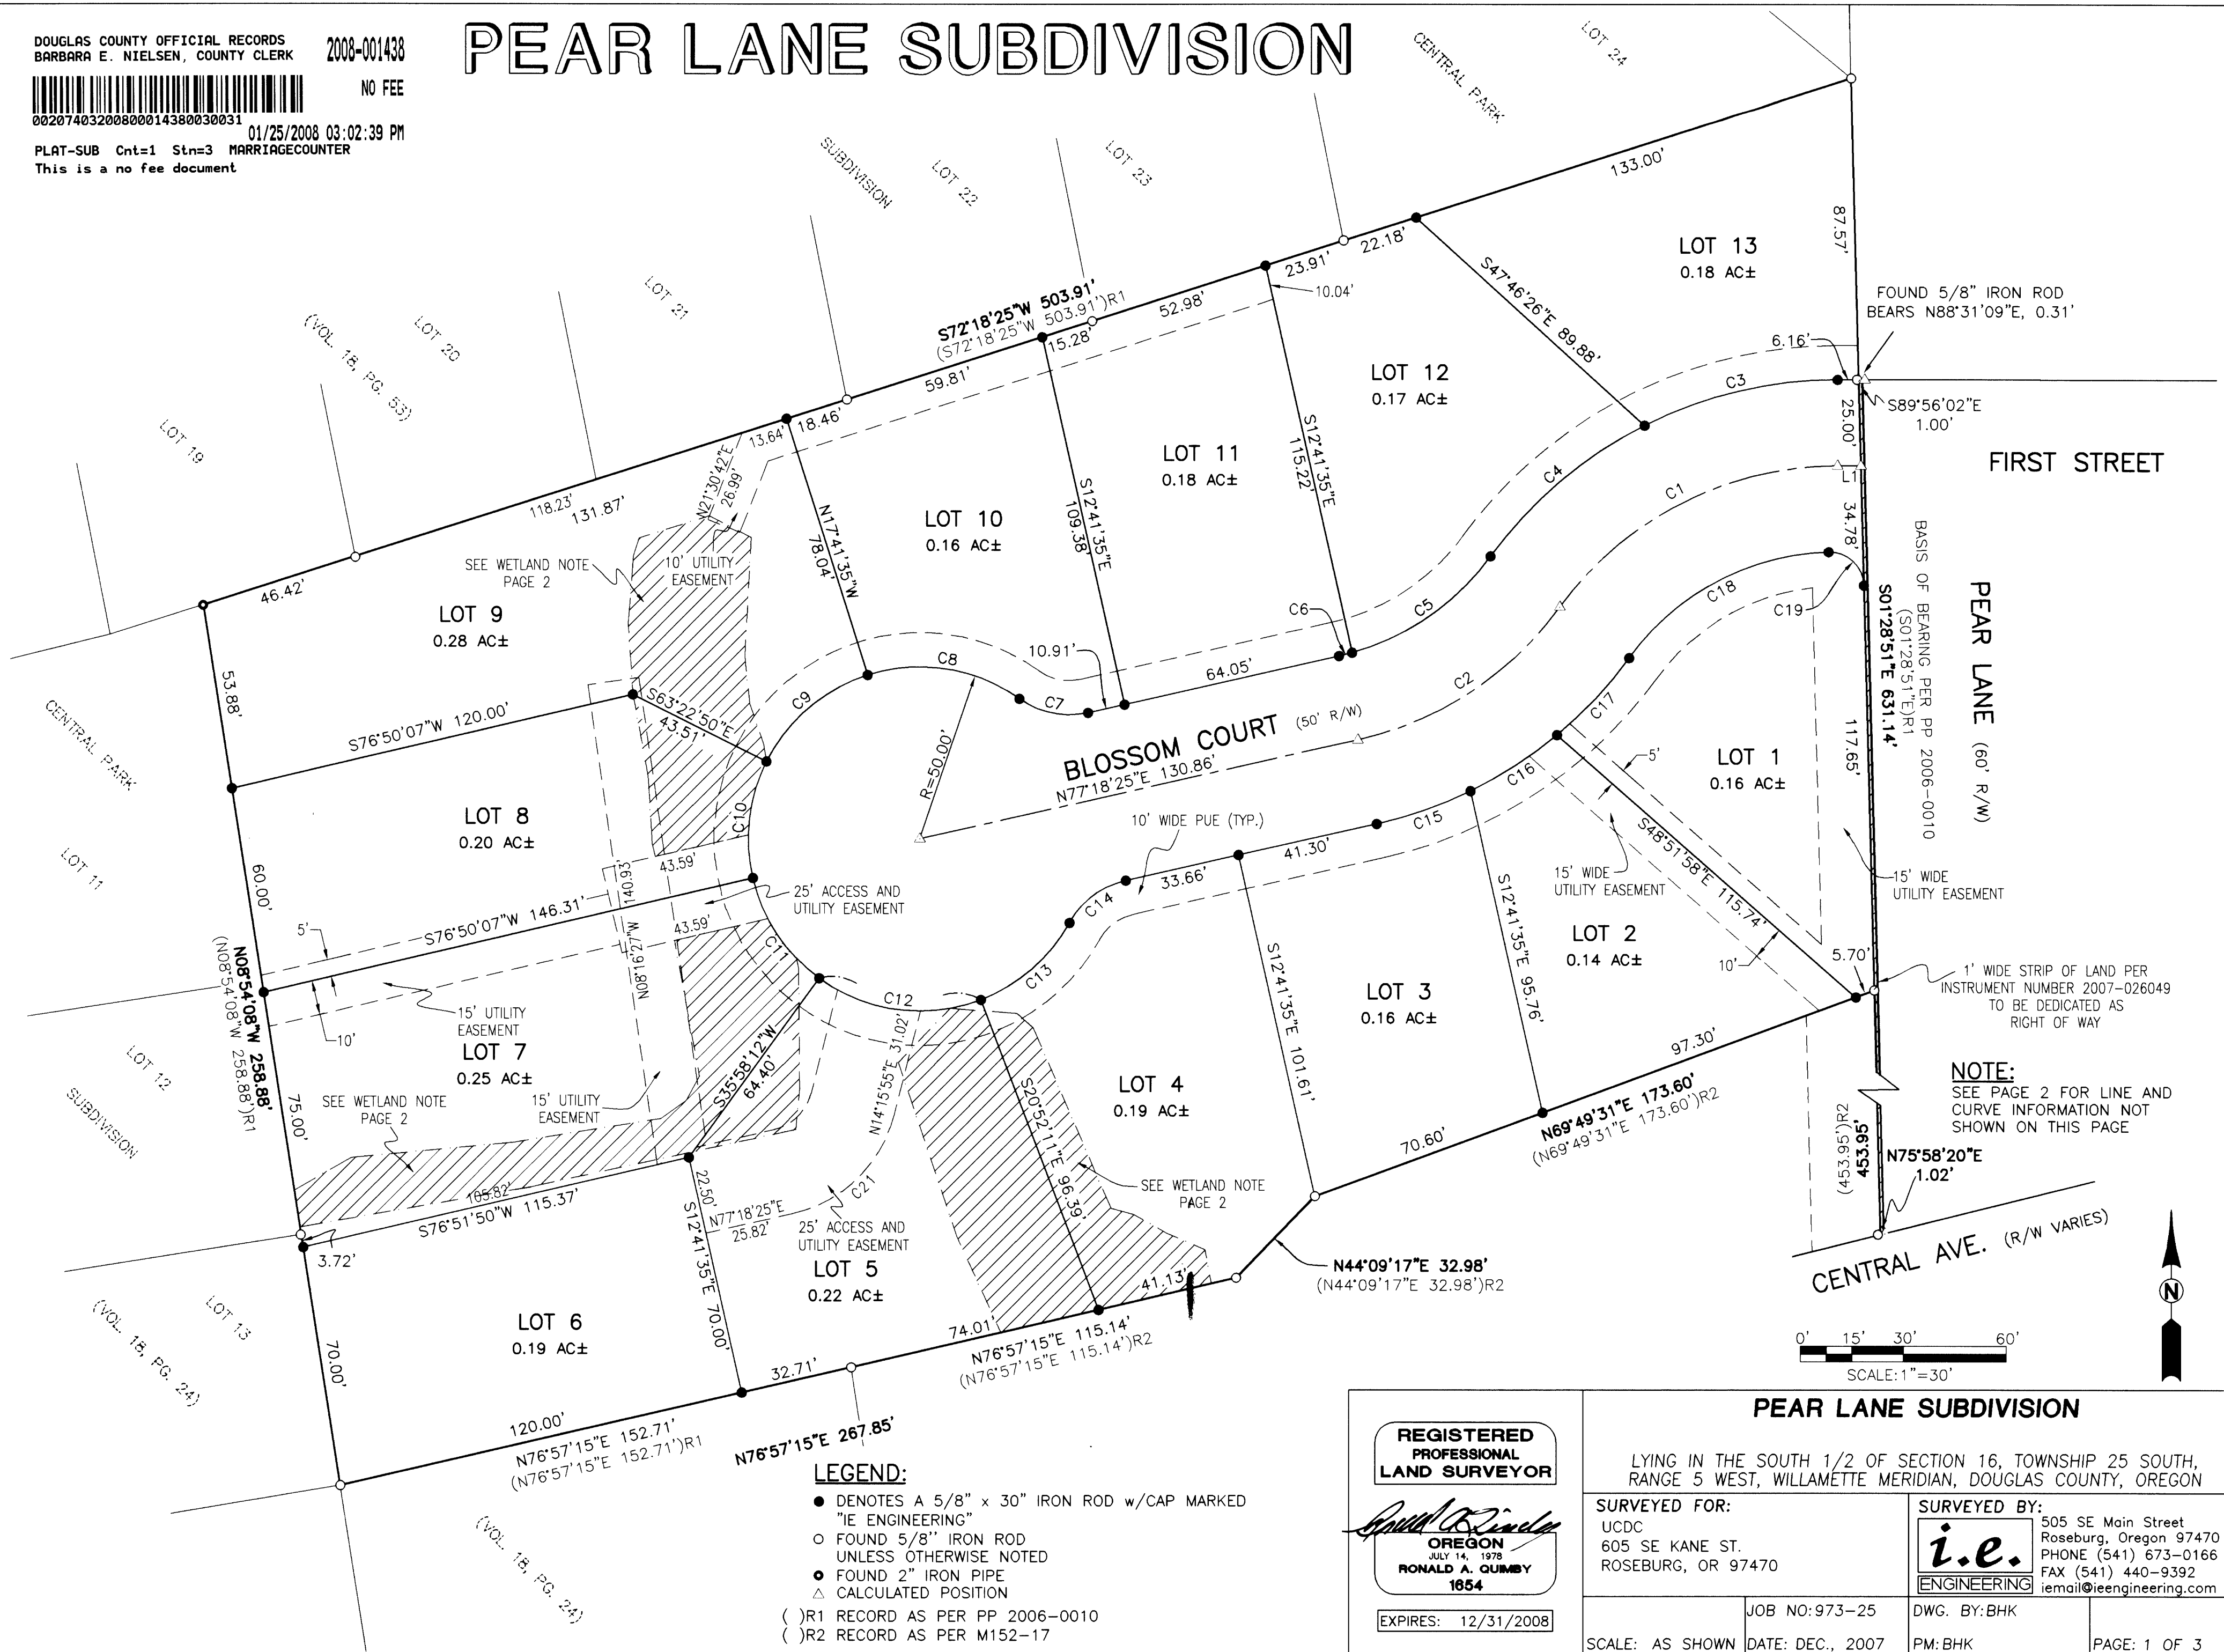 DOUGLAS COUNTY OFFICIAL RECORDS
BARBARA E. NIELSEN, COUNTY CLERK
2008-001438
NO FEE
00207403200800014380030031
01/25/2008 03:02:39 PM
PLAT-SUB Cnt=1 Stn=3 MARRIAGECOUNTER
This is a no fee document
PEAR LANE SUBDIVISION
CENTRAL PARK
LOT 24
SUBDIVISION
LOT 22
LOT 23
LOT 21
(VOL. 18, PG. 53)
LOT 20
LOT 19
133.00'
22.18'
23.91'
52.98'
15.28'
S72°18'25"W 503.91'
(S72°18'25"W 503.91')R1
59.81'
18.46'
13.64'
118.23'
131.87'
46.42'
LOT 13
0.18 AC±
87.57'
FOUND 5/8" IRON ROD
BEARS N88°31'09"E, 0.31'
S47°46'26"E 89.88'
10.04'
6.16'
C3
S89°56'02"E
1.00'
25.00'
LOT 12
0.17 AC±
S12°41'35"E
115.22'
C4
C1
L1
34.78'
FIRST STREET
LOT 11
0.18 AC±
S12°41'35"E
109.38'
LOT 10
0.16 AC±
N17°41'35"W
78.04'
N21°30'42"E
26.99'
10' UTILITY
EASEMENT
SEE WETLAND NOTE
PAGE 2
LOT 9
0.28 AC±
53.88'
S76°50'07"W 120.00'
S63°22'50"E
43.51'
C9
C8
C7
10.91'
64.05'
C6
C5
C18
C19
C17
C2
R=50.00'
BLOSSOM COURT (50' R/W)
N77°18'25"E 130.86'
BASIS OF BEARING PER PP 2006-0010
(S01°28'51"E)R1
S01°28'51"E 631.14'
PEAR LANE (60' R/W)
117.65'
LOT 1
0.16 AC±
5'
C16
C15
10' WIDE PUE (TYP.)
41.30'
33.66'
C14
15' WIDE
UTILITY EASEMENT
S48°51'58"E 115.74'
15' WIDE
UTILITY EASEMENT
10'
5.70'
LOT 2
0.14 AC±
S12°41'35"E 95.76'
LOT 3
0.16 AC±
S12°41'35"E 101.61'
97.30'
N69°49'31"E 173.60'
(N69°49'31"E 173.60')R2
70.60'
1' WIDE STRIP OF LAND PER
INSTRUMENT NUMBER 2007-026049
TO BE DEDICATED AS
RIGHT OF WAY
NOTE:
SEE PAGE 2 FOR LINE AND
CURVE INFORMATION NOT
SHOWN ON THIS PAGE
(453.95')R2
453.95'
N75°58'20"E
1.02'
CENTRAL AVE. (R/W VARIES)
CENTRAL PARK
LOT 11
LOT 12
SUBDIVISION
LOT 13
(VOL. 18, PG. 24)
LOT 8
0.20 AC±
60.00'
C10
43.59'
N08°16'27"W 140.93'
25' ACCESS AND
UTILITY EASEMENT
S76°50'07"W 146.31'
43.59'
5'
10'
15' UTILITY
EASEMENT
C11
C12
C13
LOT 7
0.25 AC±
N08°54'08"W 258.88'
(N08°54'08"W 258.88')R1
75.00'
SEE WETLAND NOTE
PAGE 2
15' UTILITY
EASEMENT
S35°58'12"W
64.40'
105.82'
S76°51'50"W 115.37'
3.72'
22.50'
N77°18'25"E
25.82'
S12°41'35"E 70.00'
N14°15'55"E 31.02'
C21
25' ACCESS AND
UTILITY EASEMENT
S20°52'11"E 96.39'
LOT 4
0.19 AC±
SEE WETLAND NOTE
PAGE 2
LOT 5
0.22 AC±
LOT 6
0.19 AC±
70.00'
120.00'
N76°57'15"E 152.71'
(N76°57'15"E 152.71')R1
32.71'
N76°57'15"E 267.85'
74.01'
41.13'
N76°57'15"E 115.14'
(N76°57'15"E 115.14')R2
N44°09'17"E 32.98'
(N44°09'17"E 32.98')R2
(VOL. 18, PG. 24)
N
0' 15' 30' 60'
SCALE: 1"=30'
LEGEND:
DENOTES A 5/8" x 30" IRON ROD w/CAP MARKED
"IE ENGINEERING"
FOUND 5/8'' IRON ROD
UNLESS OTHERWISE NOTED
FOUND 2" IRON PIPE
CALCULATED POSITION
( )R1 RECORD AS PER PP 2006-0010
( )R2 RECORD AS PER M152-17
REGISTERED
PROFESSIONAL
LAND SURVEYOR
OREGON
JULY 14, 1978
RONALD A. QUIMBY
1654
EXPIRES: 12/31/2008
PEAR LANE SUBDIVISION
LYING IN THE SOUTH 1/2 OF SECTION 16, TOWNSHIP 25 SOUTH,
RANGE 5 WEST, WILLAMETTE MERIDIAN, DOUGLAS COUNTY, OREGON
SURVEYED FOR:
UCDC
605 SE KANE ST.
ROSEBURG, OR 97470
SURVEYED BY:
i.e.
ENGINEERING
505 SE Main Street
Roseburg, Oregon 97470
PHONE (541) 673-0166
FAX (541) 440-9392
iemail@ieengineering.com
JOB NO: 973-25
DWG. BY: BHK
SCALE: AS SHOWN
DATE: DEC., 2007
PM: BHK
PAGE: 1 OF 3